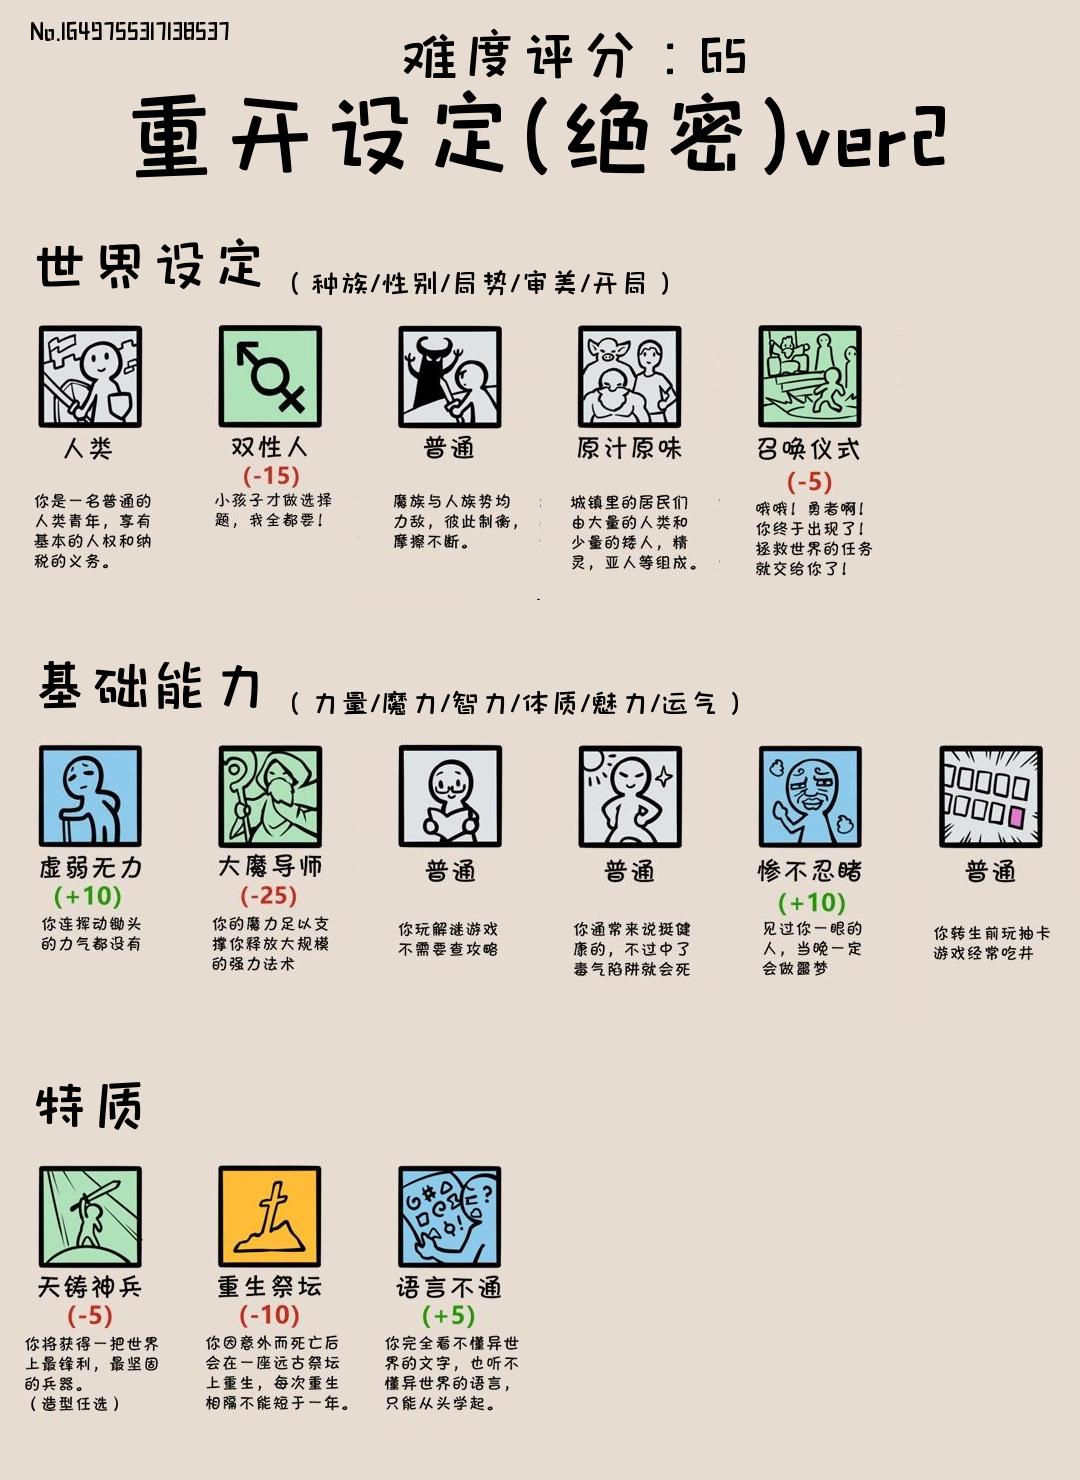 No.1649755317138537
难度评分：65
重开设定(绝密)ver2
世界设定（种族/性别/局势/审美/开局）
人类
你是一名普通的
人类青年，享有
基本的人权和纳
税的义务。
双性人
(-15)
小孩子才做选择
题，我全都要！
普通
魔族与人族势均
力敌，彼此制衡，
摩擦不断。
原汁原味
城镇里的居民们
由大量的人类和
少量的矮人，精
灵，亚人等组成。
召唤仪式
(-5)
哦哦！勇者啊！
你终于出现了！
拯救世界的任务
就交给你了！
基础能力（力量/魔力/智力/体质/魅力/运气）
虚弱无力
(+10)
你连挥动锄头
的力气都没有
大魔导师
(-25)
你的魔力足以支
撑你释放大规模
的强力法术
普通
你玩解谜游戏
不需要查攻略
普通
你通常来说挺健
康的，不过中了
毒气陷阱就会死
惨不忍睹
(+10)
见过你一眼的
人，当晚一定
会做噩梦
普通
你转生前玩抽卡
游戏经常吃井
特质
天铸神兵
(-5)
你将获得一把世界
上最锋利，最坚固
的兵器。
（造型任选）
重生祭坛
(-10)
你因意外而死亡后
会在一座远古祭坛
上重生，每次重生
相隔不能短于一年。
语言不通
(+5)
你完全看不懂异世
界的文字，也听不
懂异世界的语言，
只能从头学起。